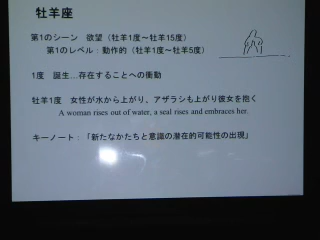 牡羊座
第1のシーン　欲望（牡羊1度～牡羊15度）
第1のレベル：動作的（牡羊1度～牡羊5度）
1度　誕生…存在することへの衝動
牡羊1度　女性が水から上がり、アザラシも上がり彼女を抱く
A woman rises out of water, a seal rises and embraces her.
キーノート：「新たなかたちと意識の潜在的可能性の出現」